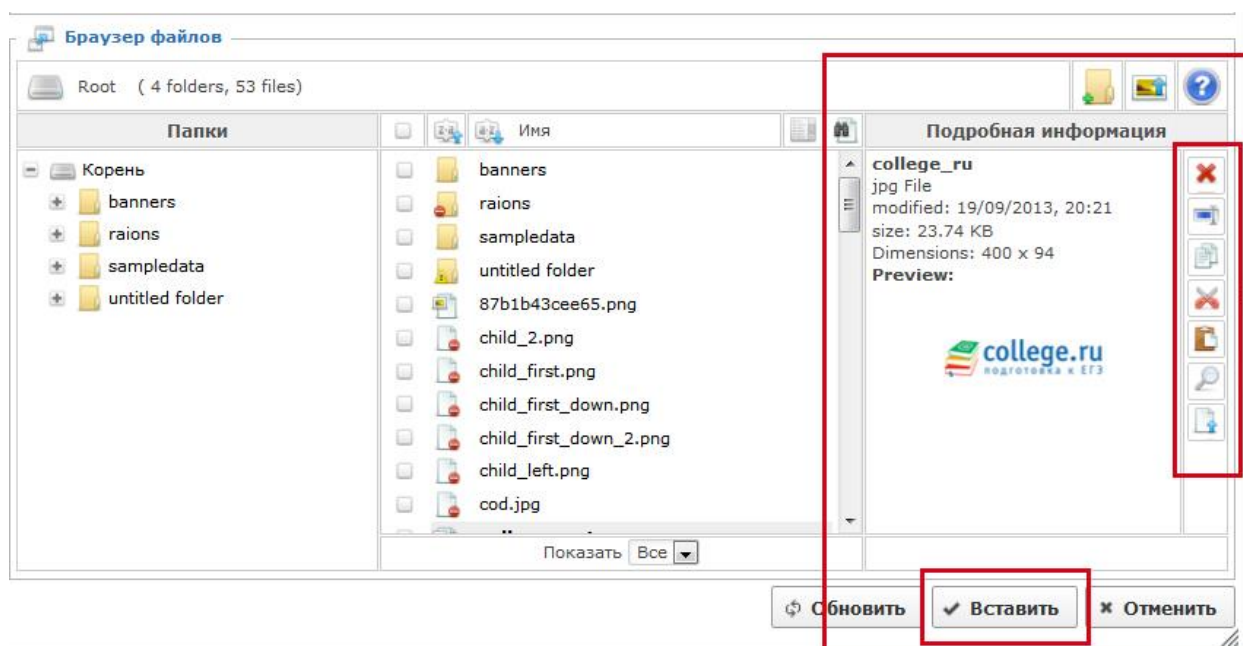 Браузер файлов
Root ( 4 folders, 53 files)
Папки
Имя
Подробная информация
Корень
banners
raions
sampledata
untitled folder
banners
raions
sampledata
untitled folder
87b1b43cee65.png
child_2.png
child_first.png
child_first_down.png
child_first_down_2.png
child_left.png
cod.jpg
college_ru
jpg File
modified: 19/09/2013, 20:21
size: 23.74 KB
Dimensions: 400 x 94
Preview:
college.ru
подготовка к ЕГЭ
Показать Все
Обновить
Вставить
Отменить